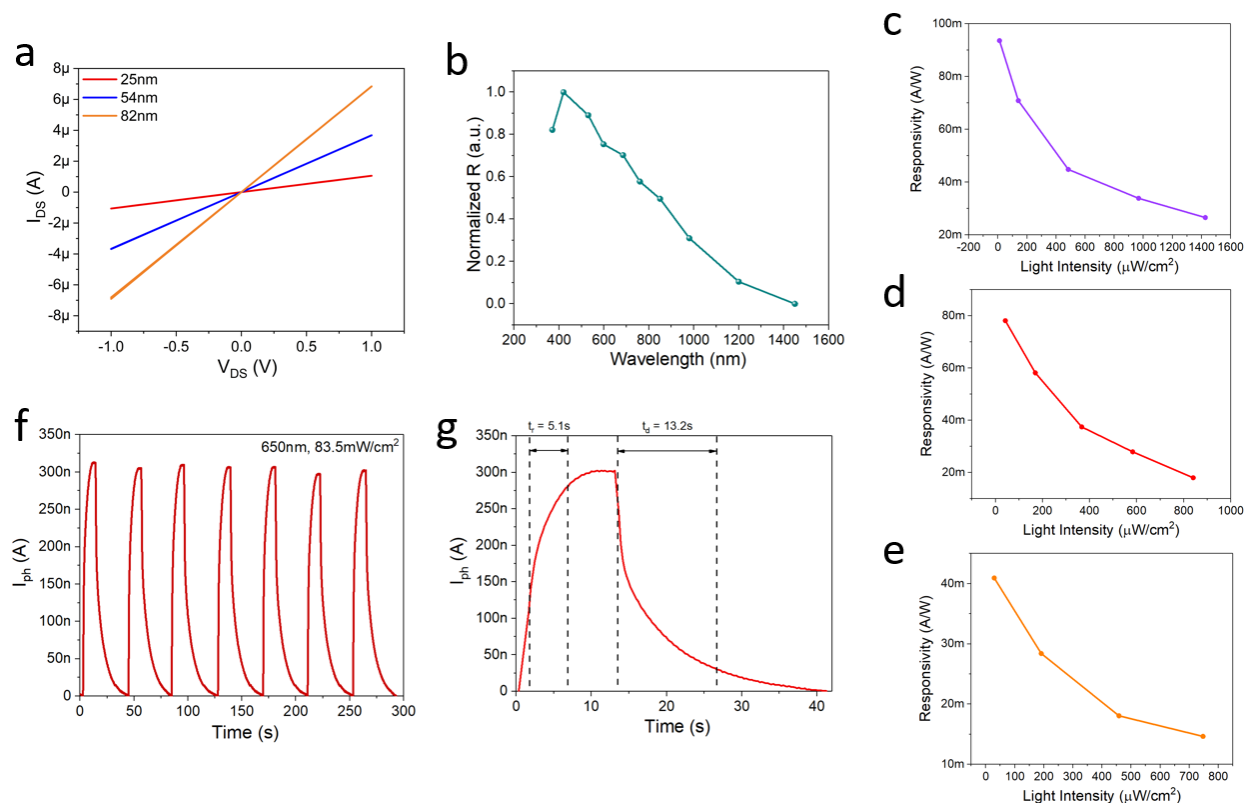 a
8μ
6μ
4μ
2μ
0
-2μ
-4μ
-6μ
-8μ
I_DS (A)
25nm
54nm
82nm
-1.0 -0.5 0.0 0.5 1.0
V_DS (V)
b
1.0
0.8
0.6
0.4
0.2
0.0
Normalized R (a.u.)
200 400 600 800 1000 1200 1400 1600
Wavelength (nm)
c
100m
80m
60m
40m
20m
Responsivity (A/W)
-200 0 200 400 600 800 1000 1200 1400 1600
Light Intensity (μW/cm²)
d
80m
60m
40m
20m
Responsivity (A/W)
0 200 400 600 800 1000
Light Intensity (μW/cm²)
e
40m
30m
20m
10m
Responsivity (A/W)
0 100 200 300 400 500 600 700 800
Light Intensity (μW/cm²)
f
350n
300n
250n
200n
150n
100n
50n
0
I_ph (A)
650nm, 83.5mW/cm²
0 50 100 150 200 250 300
Time (s)
g
t_r = 5.1s
t_d = 13.2s
350n
300n
250n
200n
150n
100n
50n
0
I_ph (A)
0 10 20 30 40
Time (s)